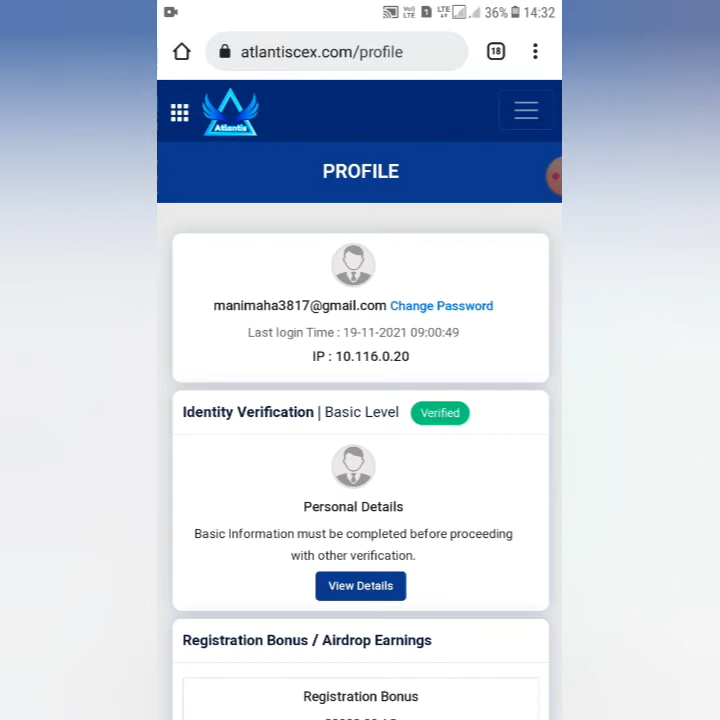 36% 14:32
atlantiscex.com/profile
18
Atlantis
PROFILE
manimaha3817@gmail.com Change Password
Last login Time : 19-11-2021 09:00:49
IP : 10.116.0.20
Identity Verification | Basic Level Verified
Personal Details
Basic Information must be completed before proceeding
with other verification.
View Details
Registration Bonus / Airdrop Earnings
Registration Bonus